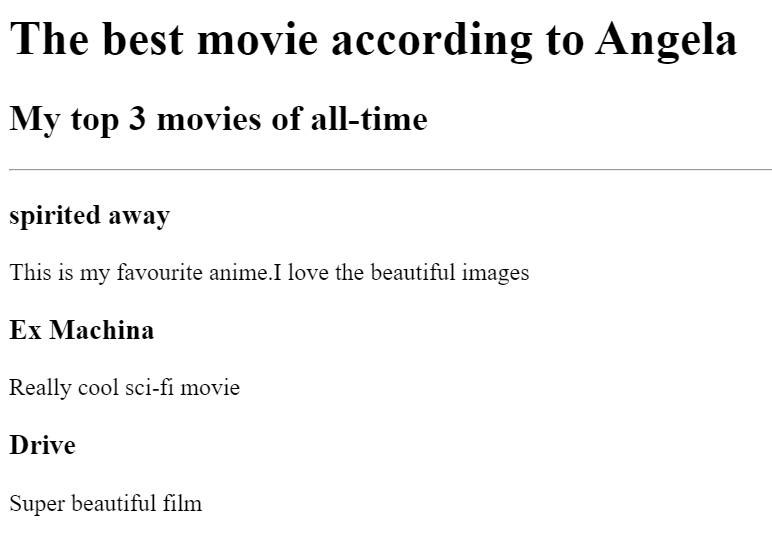 The best movie according to Angela
My top 3 movies of all-time
spirited away
This is my favourite anime.I love the beautiful images
Ex Machina
Really cool sci-fi movie
Drive
Super beautiful film